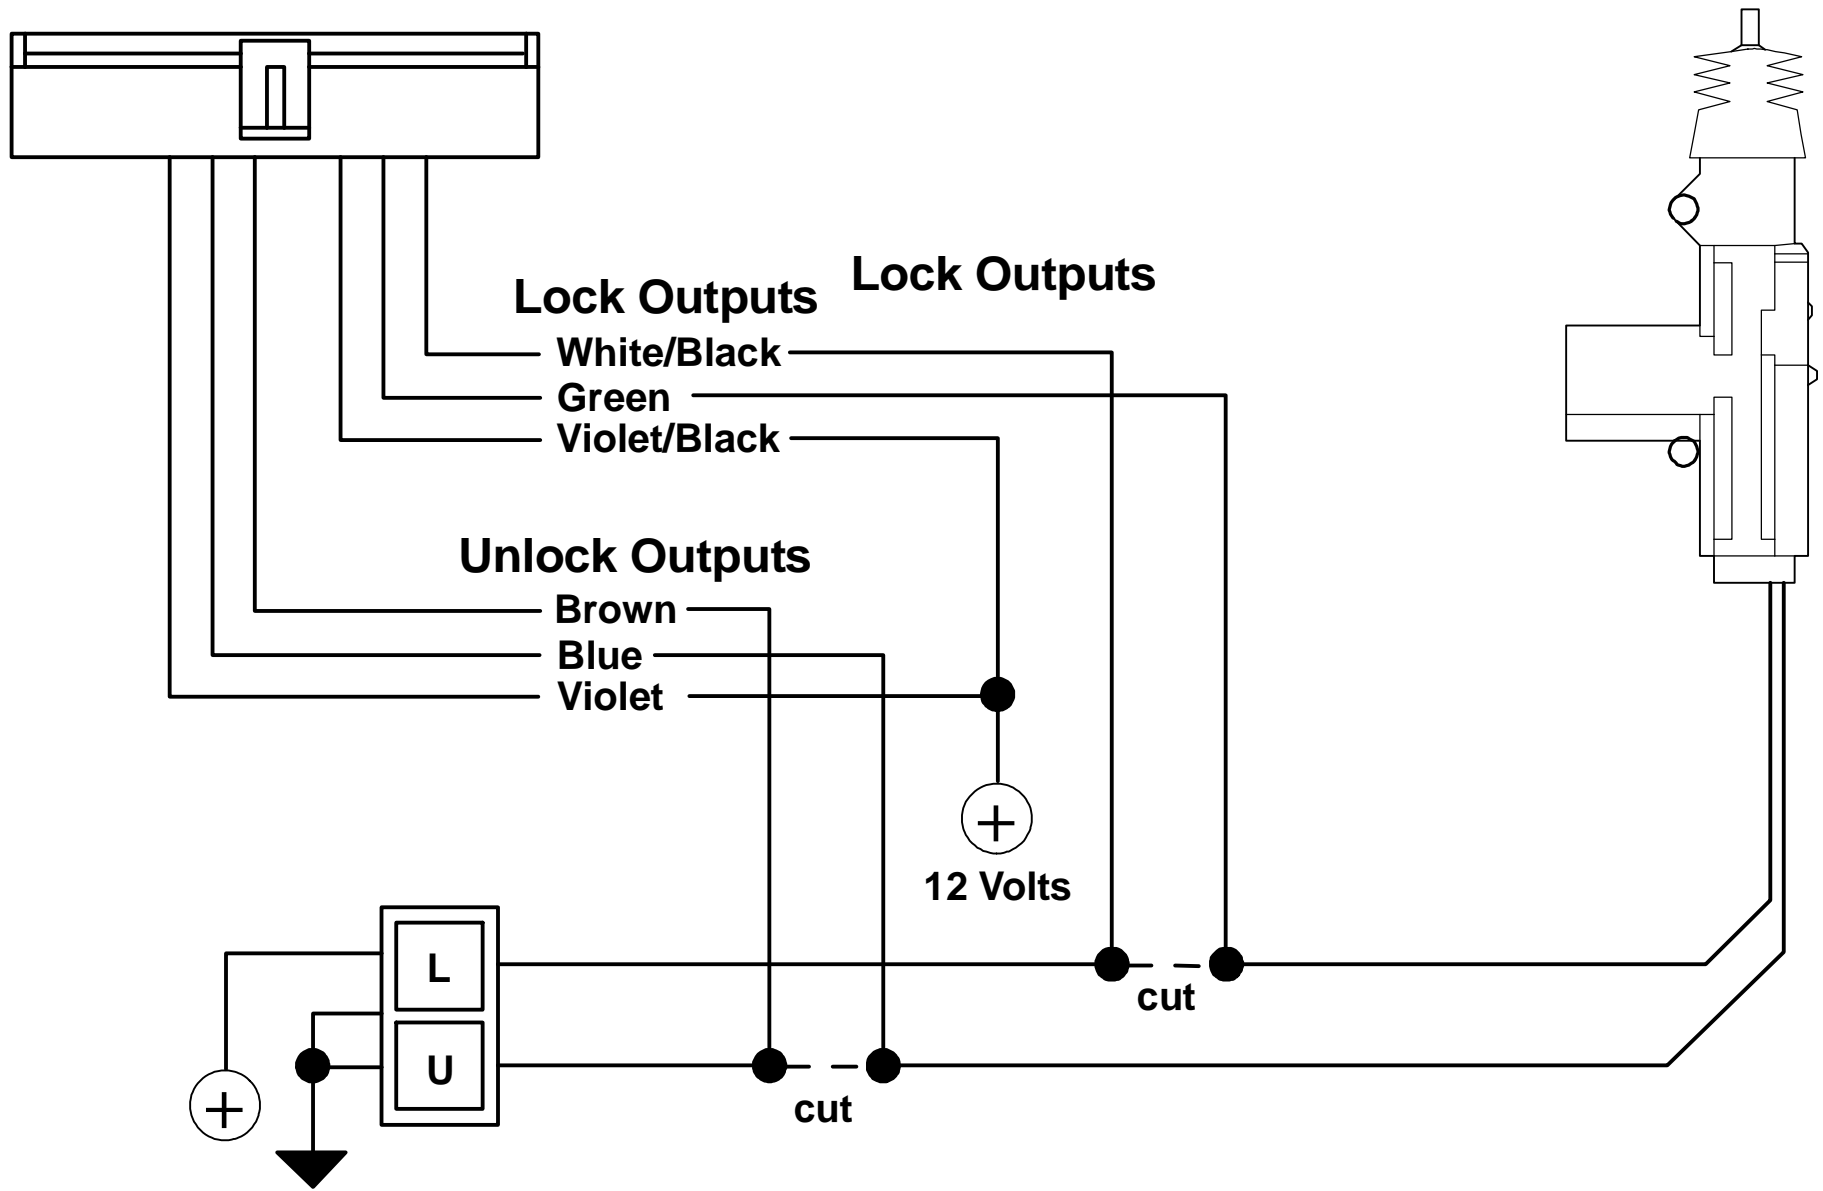 Lock Outputs
Lock Outputs
White/Black
Green
Violet/Black
Unlock Outputs
Brown
Blue
Violet
+
12 Volts
L
cut
U
+
cut